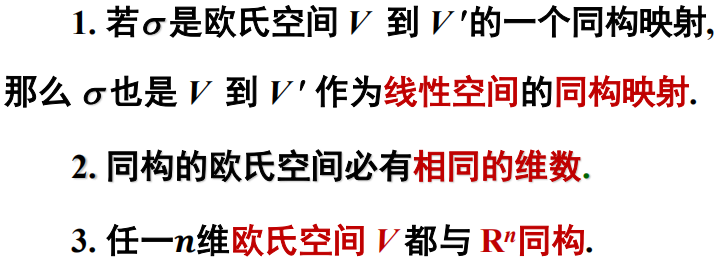 1. 若σ是欧氏空间 V 到 V′的一个同构映射,
那么 σ也是 V 到 V′ 作为线性空间的同构映射.
2. 同构的欧氏空间必有相同的维数.
3. 任一n维欧氏空间 V 都与 Rⁿ同构.